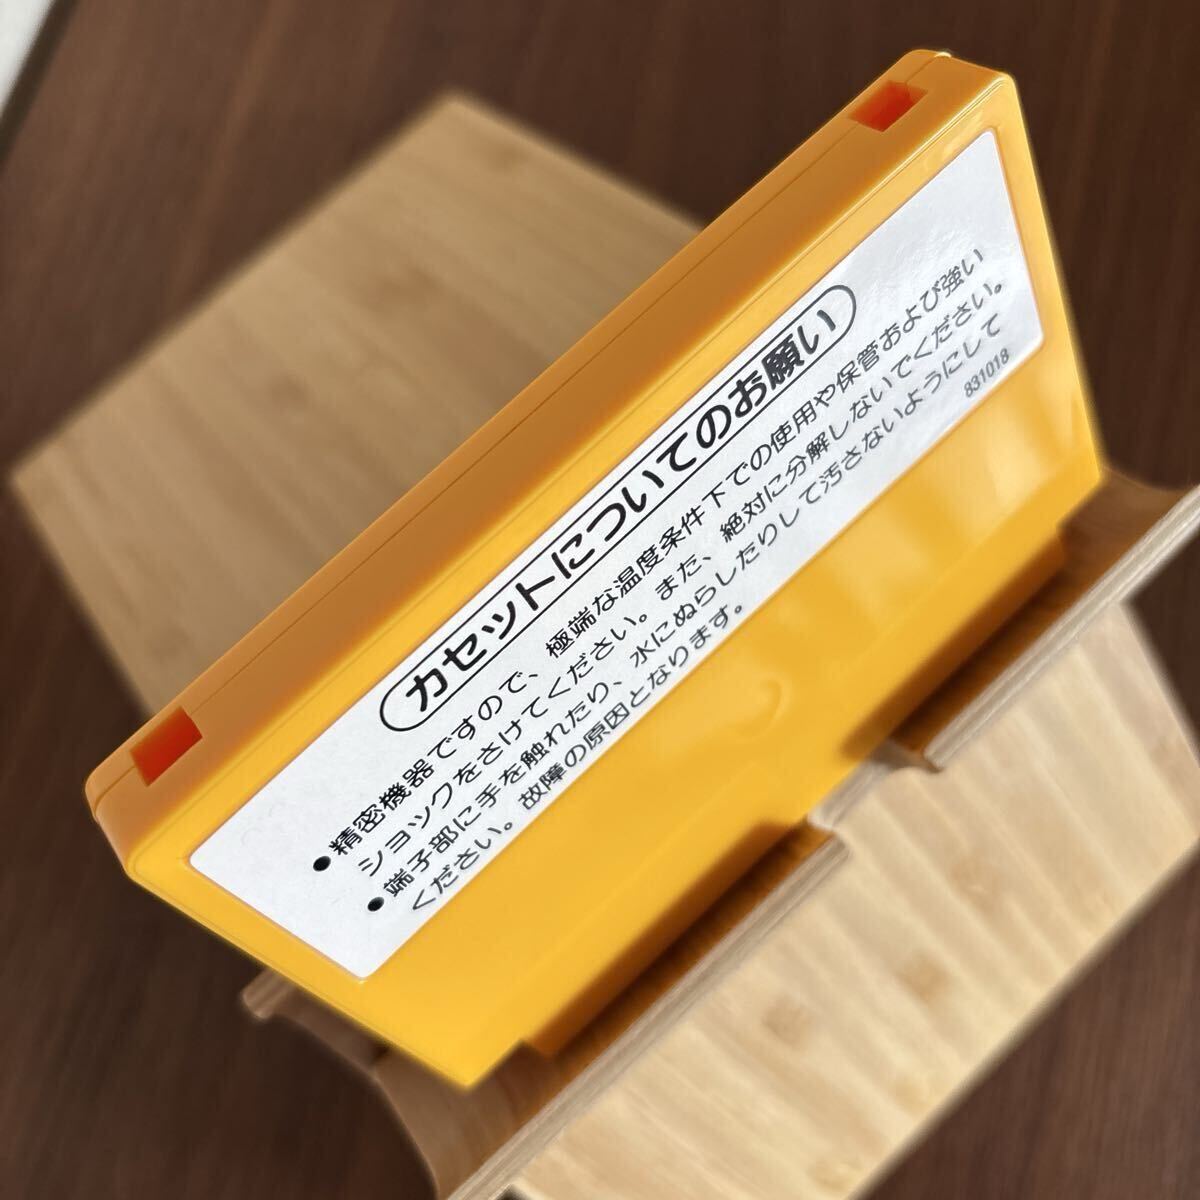 カセットについてのお願い
●精密機器ですので、極端な温度条件下での使用や保管および強い
ショックをさけてください。また、絶対に分解しないでください。
●端子部に手を触れたり、水にぬらしたりして汚さないようにして
ください。故障の原因となります。
831018